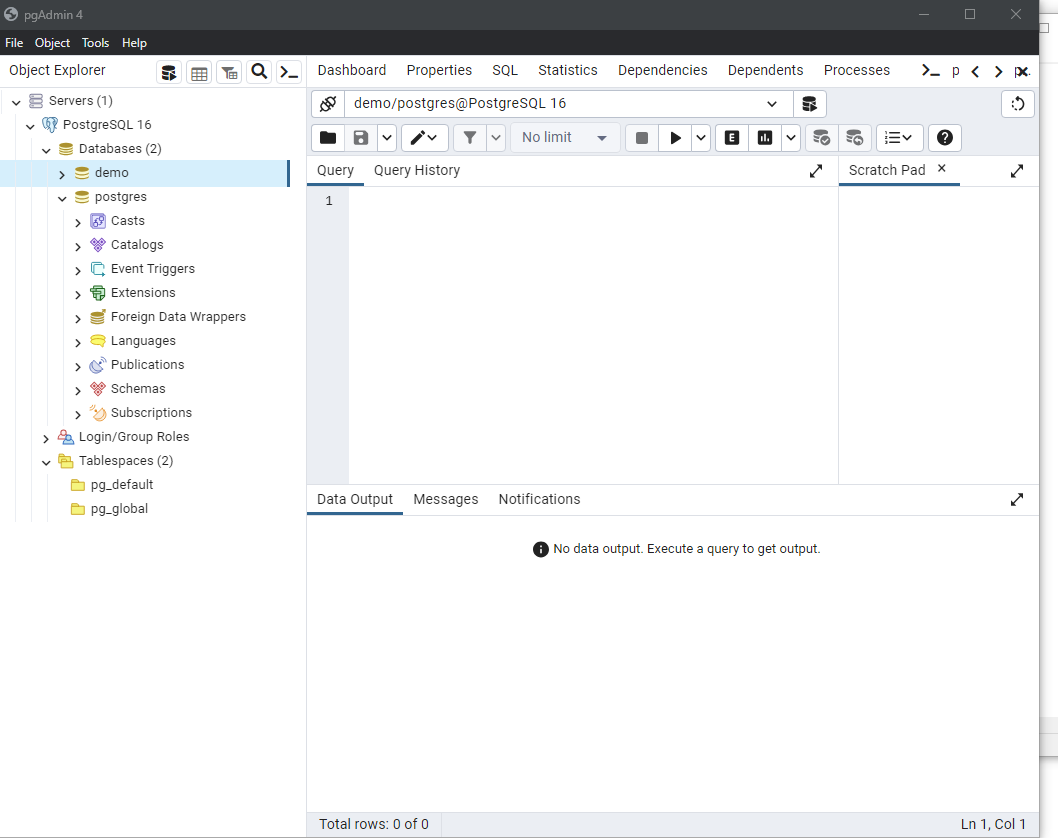 pgAdmin 4
File Object Tools Help
Object Explorer
Dashboard Properties SQL Statistics Dependencies Dependents Processes p
Servers (1)
PostgreSQL 16
Databases (2)
demo
postgres
Casts
Catalogs
Event Triggers
Extensions
Foreign Data Wrappers
Languages
Publications
Schemas
Subscriptions
Login/Group Roles
Tablespaces (2)
pg_default
pg_global
demo/postgres@PostgreSQL 16
No limit
E
Query Query History
Scratch Pad
1
Data Output Messages Notifications
No data output. Execute a query to get output.
Total rows: 0 of 0
Ln 1, Col 1